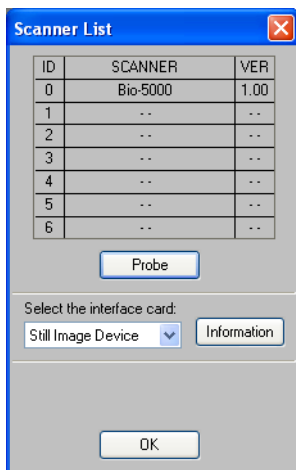 Scanner List
ID SCANNER VER
0 Bio-5000 1.00
1 - - - -
2 - - - -
3 - - - -
4 - - - -
5 - - - -
6 - - - -
Probe
Select the interface card:
Still Image Device Information
OK